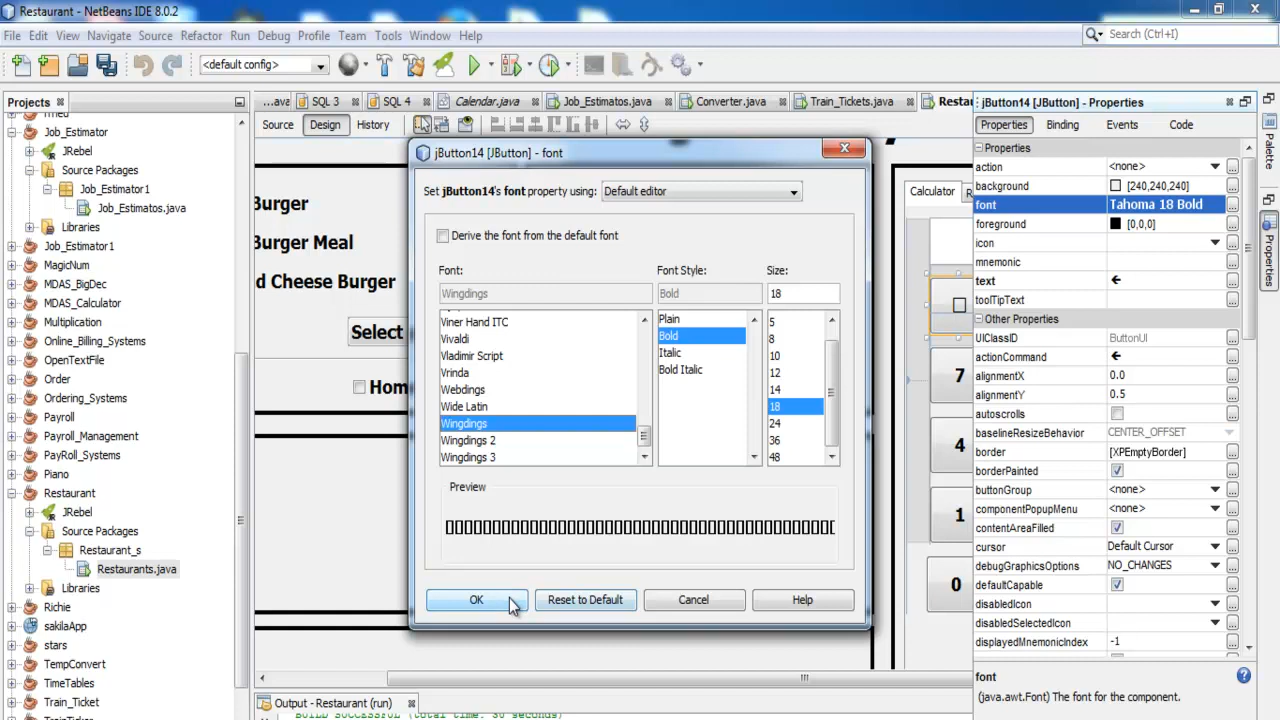 Restaurant - NetBeans IDE 8.0.2
File Edit View Navigate Source Refactor Run Debug Profile Team Tools Window Help
Search (Ctrl+I)
<default config>
Projects
...ava SQL 3 SQL 4 Calendar.java Job_Estimatos.java Converter.java Train_Tickets.java Restau
Source Design History
Job_Estimator
JRebel
Source Packages
Job_Estimator1
Job_Estimatos.java
Libraries
Job_Estimator1
MagicNum
MDAS_BigDec
MDAS_Calculator
Multiplication
Online_Billing_Systems
OpenTextFile
Order
Ordering_Systems
Payroll
Payroll_Management
PayRoll_Systems
Piano
Restaurant
JRebel
Source Packages
Restaurant_s
Restaurants.java
Libraries
Richie
sakilaApp
stars
TempConvert
TimeTables
Train_Ticket
Burger
Burger Meal
d Cheese Burger
Select
Hom
jButton14 [JButton] - font
Set jButton14's font property using: Default editor
Derive the font from the default font
Font: Font Style: Size:
Wingdings Bold 18
Viner Hand ITC
Vivaldi
Vladimir Script
Vrinda
Webdings
Wide Latin
Wingdings
Wingdings 2
Wingdings 3
Plain
Bold
Italic
Bold Italic
5
8
10
12
14
18
24
36
48
Preview
OK Reset to Default Cancel Help
Calculator R
7
4
1
0
jButton14 [JButton] - Properties
Properties Binding Events Code
Properties
action <none>
background [240,240,240]
font Tahoma 18 Bold
foreground [0,0,0]
icon
mnemonic
text ←
toolTipText
Other Properties
UIClassID ButtonUI
actionCommand ←
alignmentX 0.0
alignmentY 0.5
autoscrolls
baselineResizeBehavior CENTER_OFFSET
border [XPEmptyBorder]
borderPainted
buttonGroup <none>
componentPopupMenu <none>
contentAreaFilled
cursor Default Cursor
debugGraphicsOptions NO_CHANGES
defaultCapable
disabledIcon
disabledSelectedIcon
displayedMnemonicIndex -1
font
(java.awt.Font) The font for the component.
Palette
Properties
Output - Restaurant (run)
BUILD SUCCESSFUL (total time: 30 seconds)